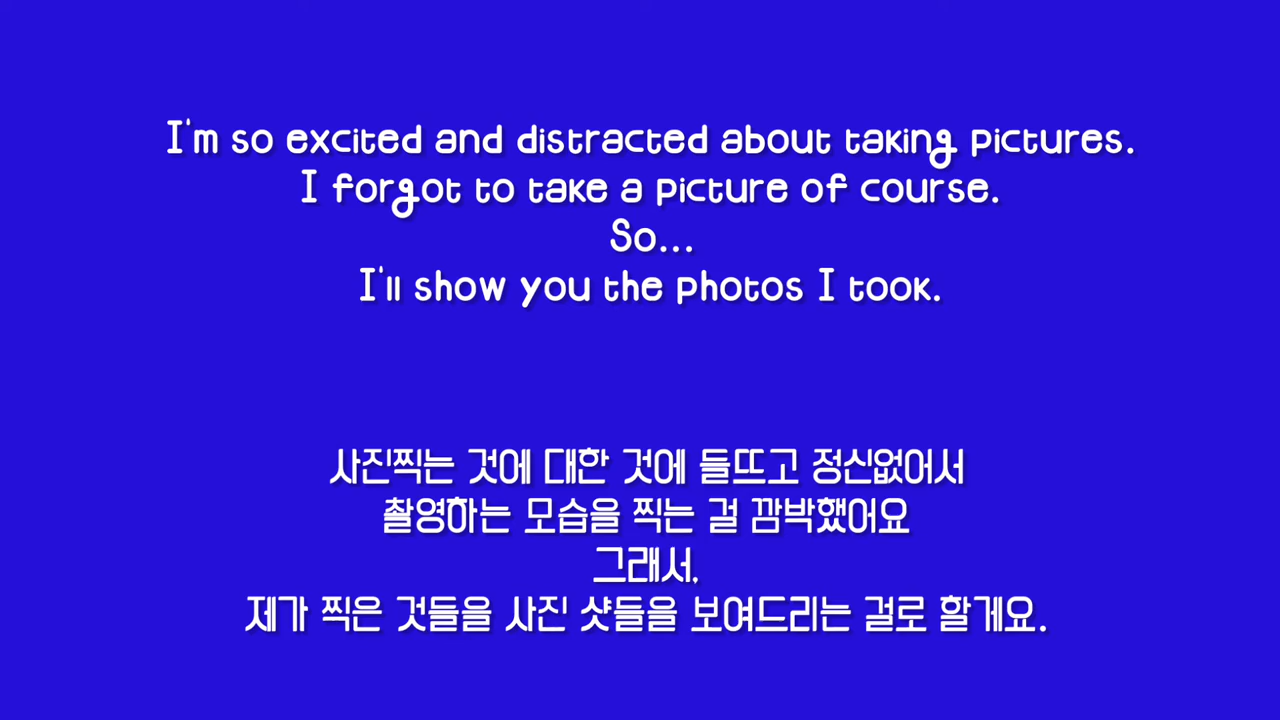 I'm so excited and distracted about taking pictures.
I forgot to take a picture of course.
So...
I'll show you the photos I took.
사진찍는 것에 대한 것에 들뜨고 정신없어서
촬영하는 모습을 찍는 걸 깜박했어요
그래서,
제가 찍은 것들을 사진 샷들을 보여드리는 걸로 할게요.